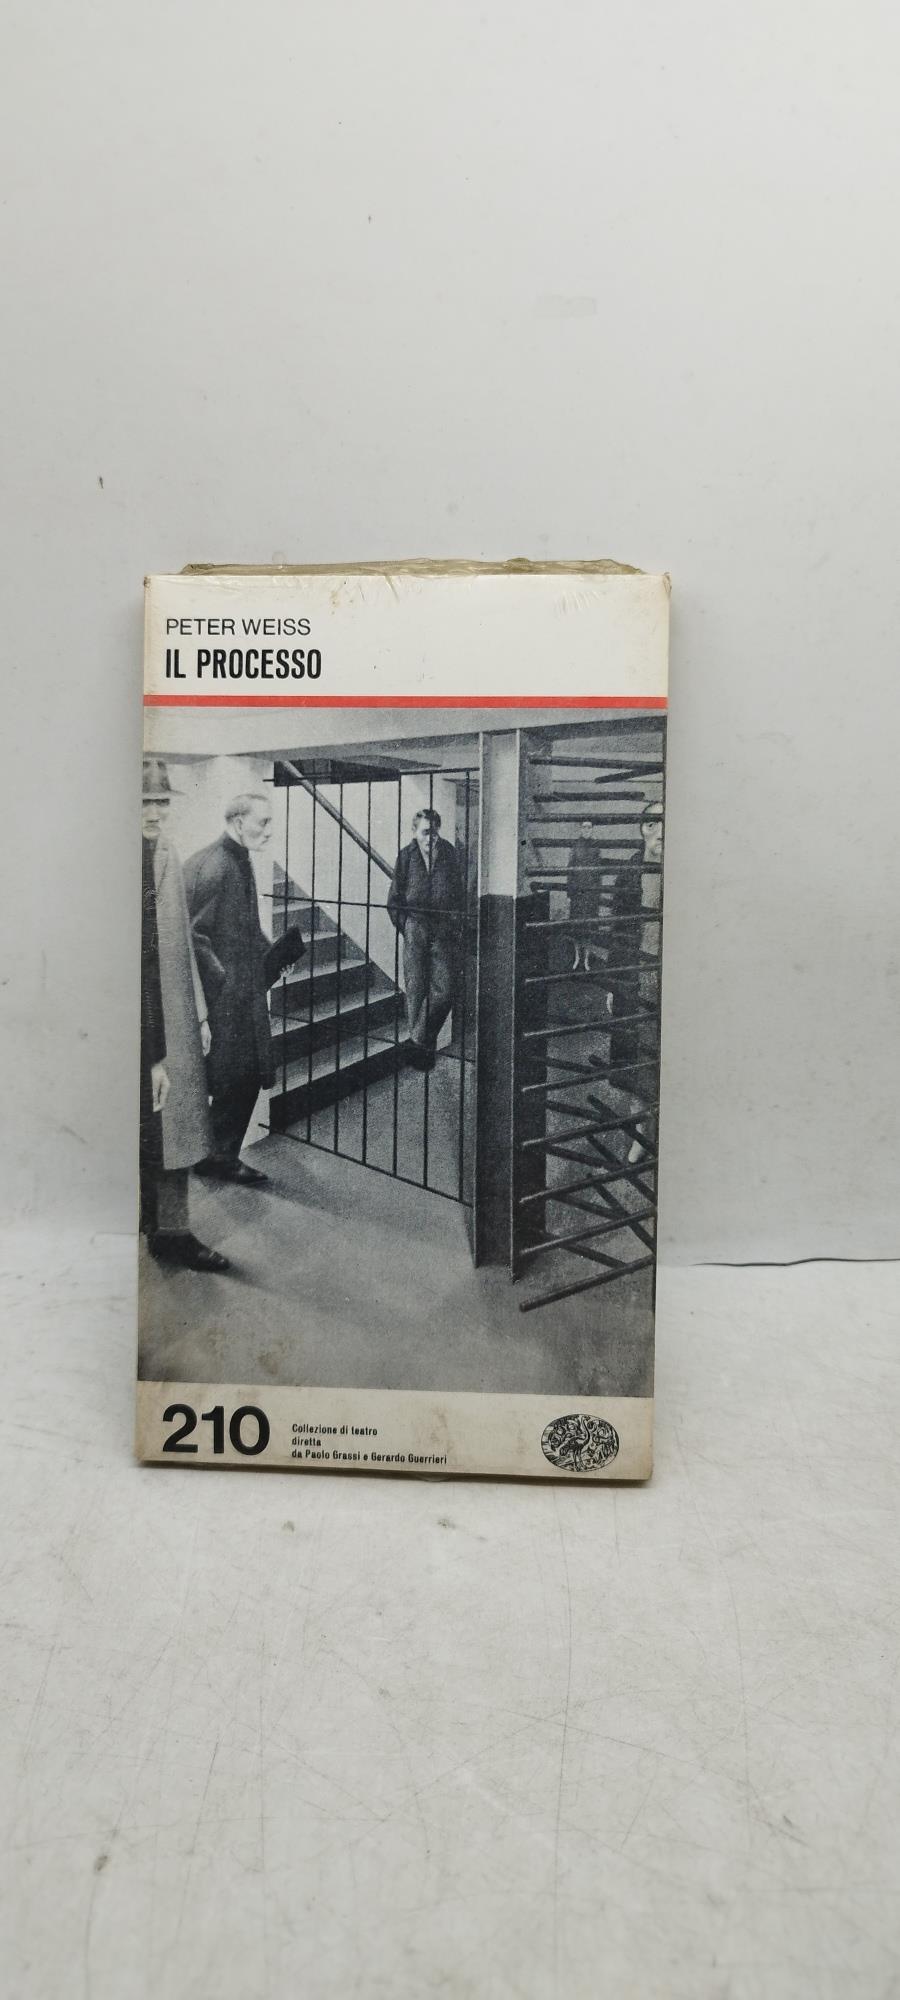 PETER WEISS
IL PROCESSO
210
Collezione di teatro
diretta
da Paolo Grassi e Gerardo Guerrieri